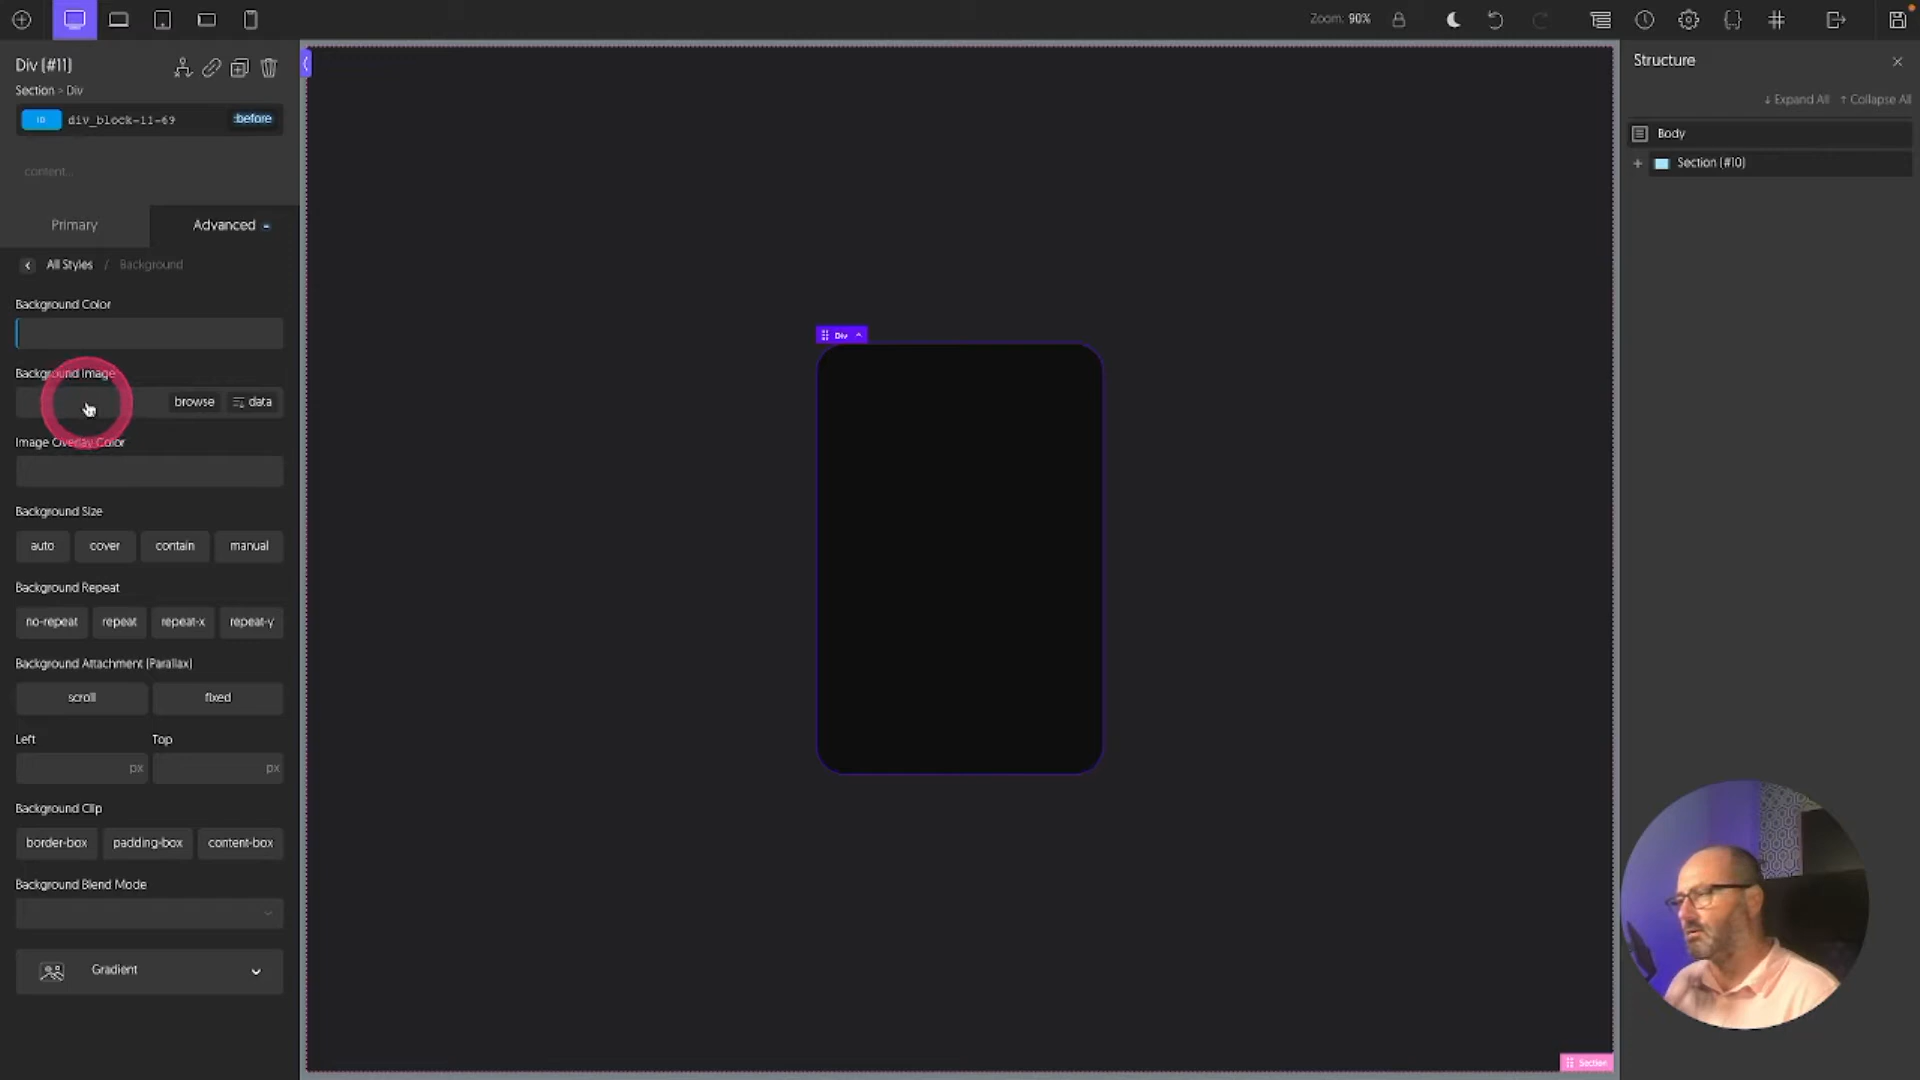 Zoom: 90%
Div (#11)
Section > Div
ID div_block-11-69 :before
content...
Primary Advanced
All Styles / Background
Background Color
Background Image
browse data
Image Overlay Color
Background Size
auto cover contain manual
Background Repeat
no-repeat repeat repeat-x repeat-y
Background Attachment (Parallax)
scroll fixed
Left Top
px px
Background Clip
border-box padding-box content-box
Background Blend Mode
Gradient
Div
Section
Structure
Expand All Collapse All
Body
Section (#10)